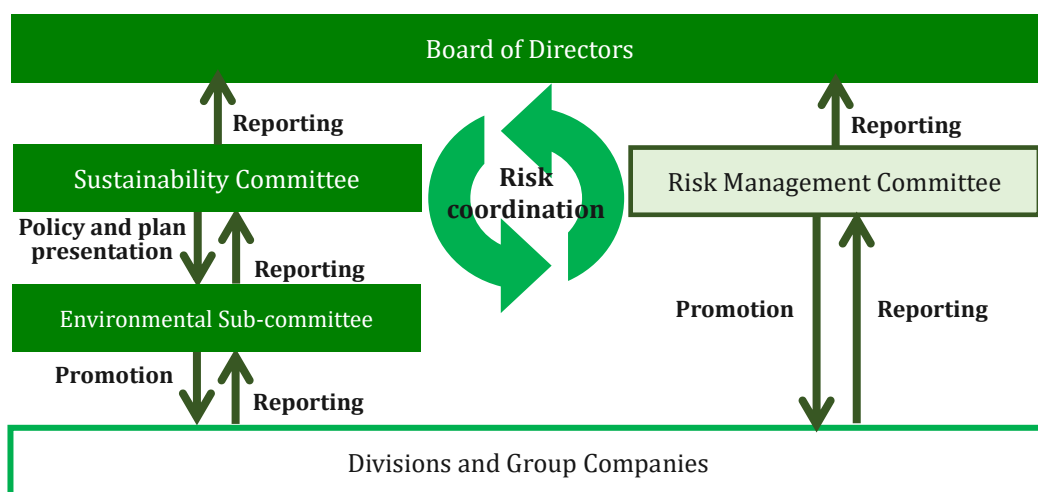 Board of Directors
Reporting
Reporting
Sustainability Committee
Risk Management Committee
Risk
coordination
Policy and plan
presentation
Reporting
Environmental Sub-committee
Promotion
Reporting
Promotion
Reporting
Divisions and Group Companies